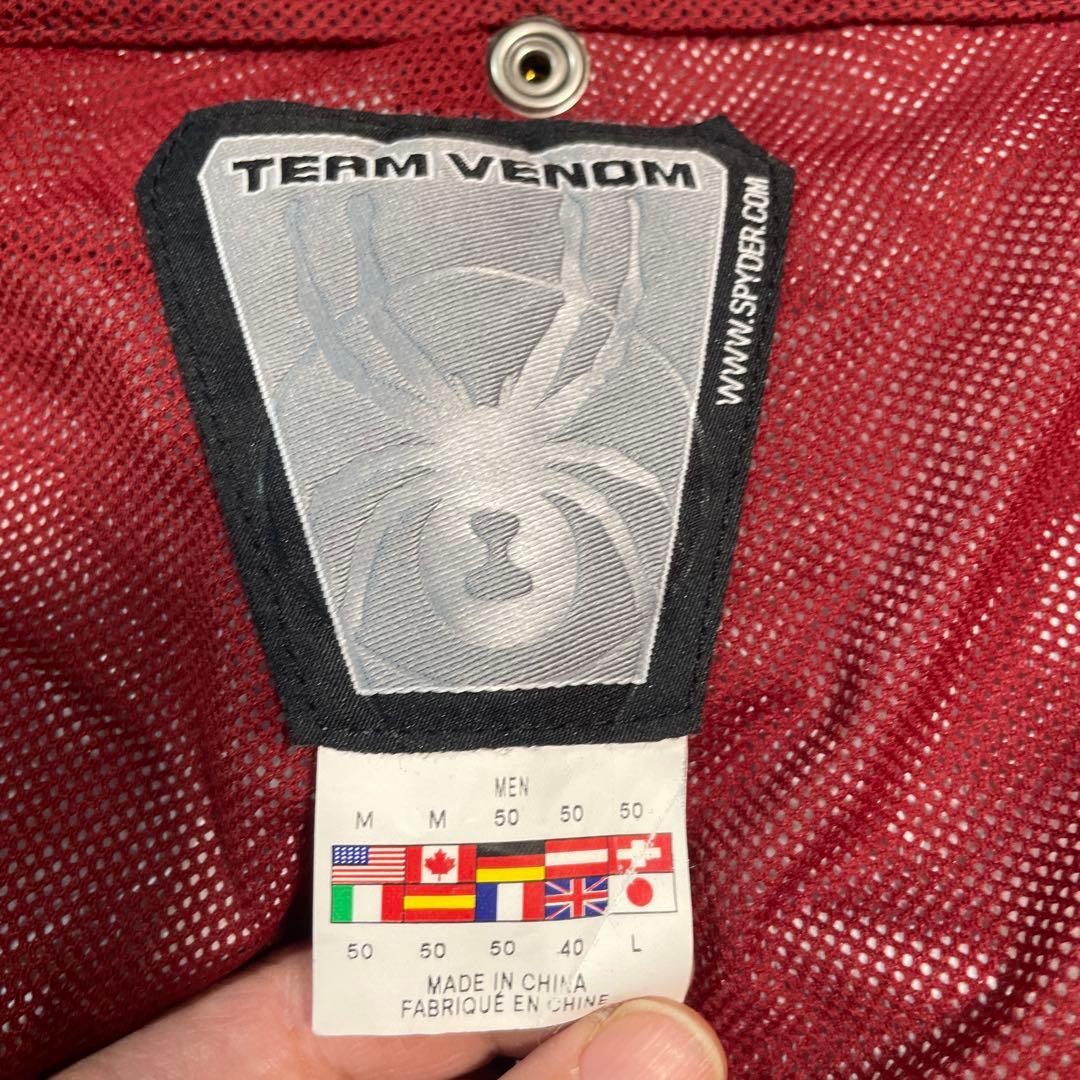 TEAM VENOM
WWW.SPYDER.COM
MEN
M M 50 50 50
50 50 50 40 L
MADE IN CHINA
FABRIQUÉ EN CHINE